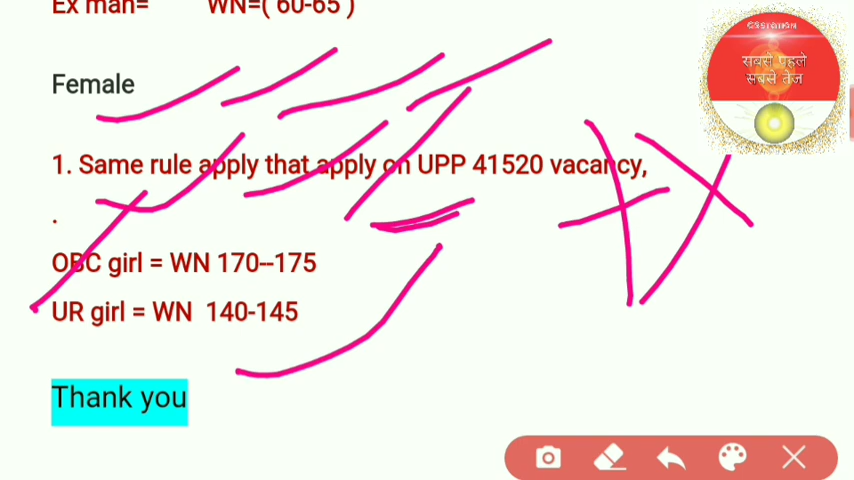 Ex man= WN=( 60-65 )
सबसे पहले
सबसे तेज
Female
1. Same rule apply that apply on UPP 41520 vacancy,
.
OBC girl = WN 170--175
UR girl = WN 140-145
Thank you